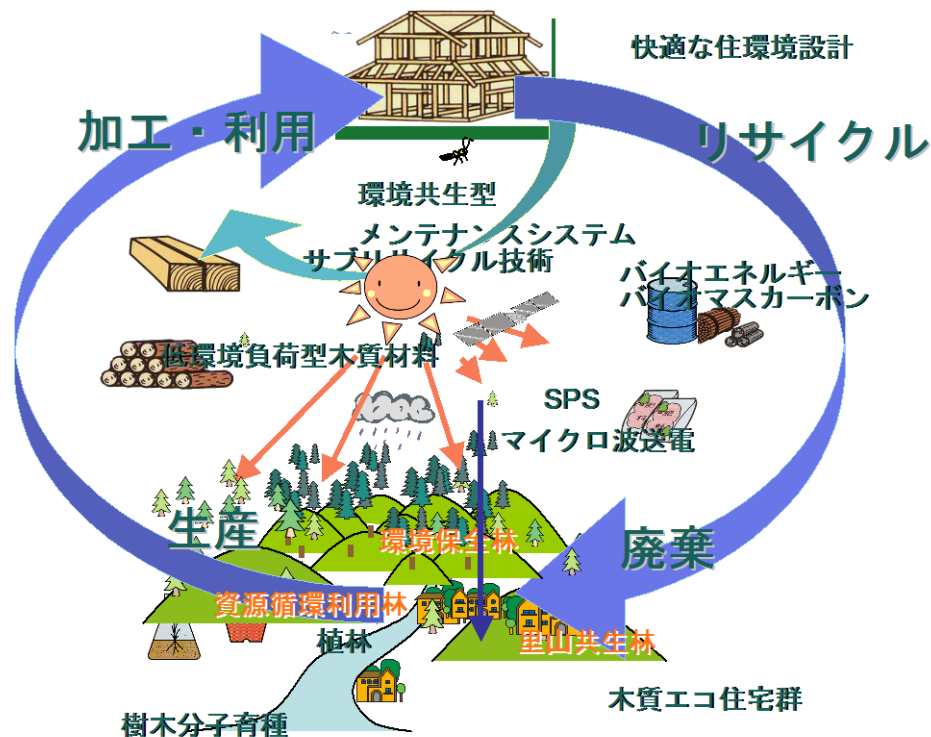 快適な住環境設計
加工・利用
リサイクル
環境共生型
メンテナンスシステム
サブリサイクル技術
バイオエネルギー
バイオマスカーボン
低環境負荷型木質材料
SPS
マイクロ波送電
生産
環境保全林
廃棄
資源循環利用林
植林
里山共生林
木質エコ住宅群
樹木分子育種